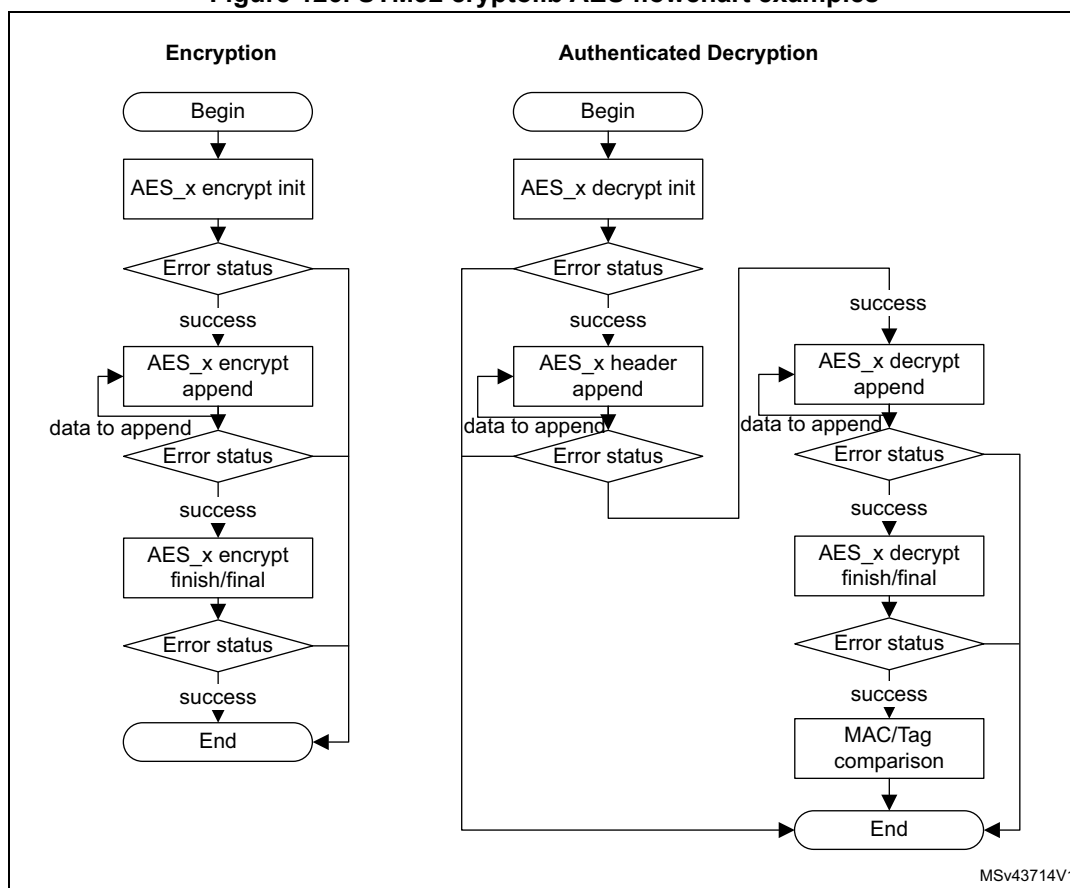 Encryption
Begin
AES_x encrypt init
Error status
success
AES_x encrypt
append
data to append
Error status
success
AES_x encrypt
finish/final
Error status
success
End
Authenticated Decryption
Begin
AES_x decrypt init
Error status
success
AES_x header
append
data to append
Error status
success
AES_x decrypt
append
data to append
Error status
success
AES_x decrypt
finish/final
Error status
success
MAC/Tag
comparison
End
MSv43714V1